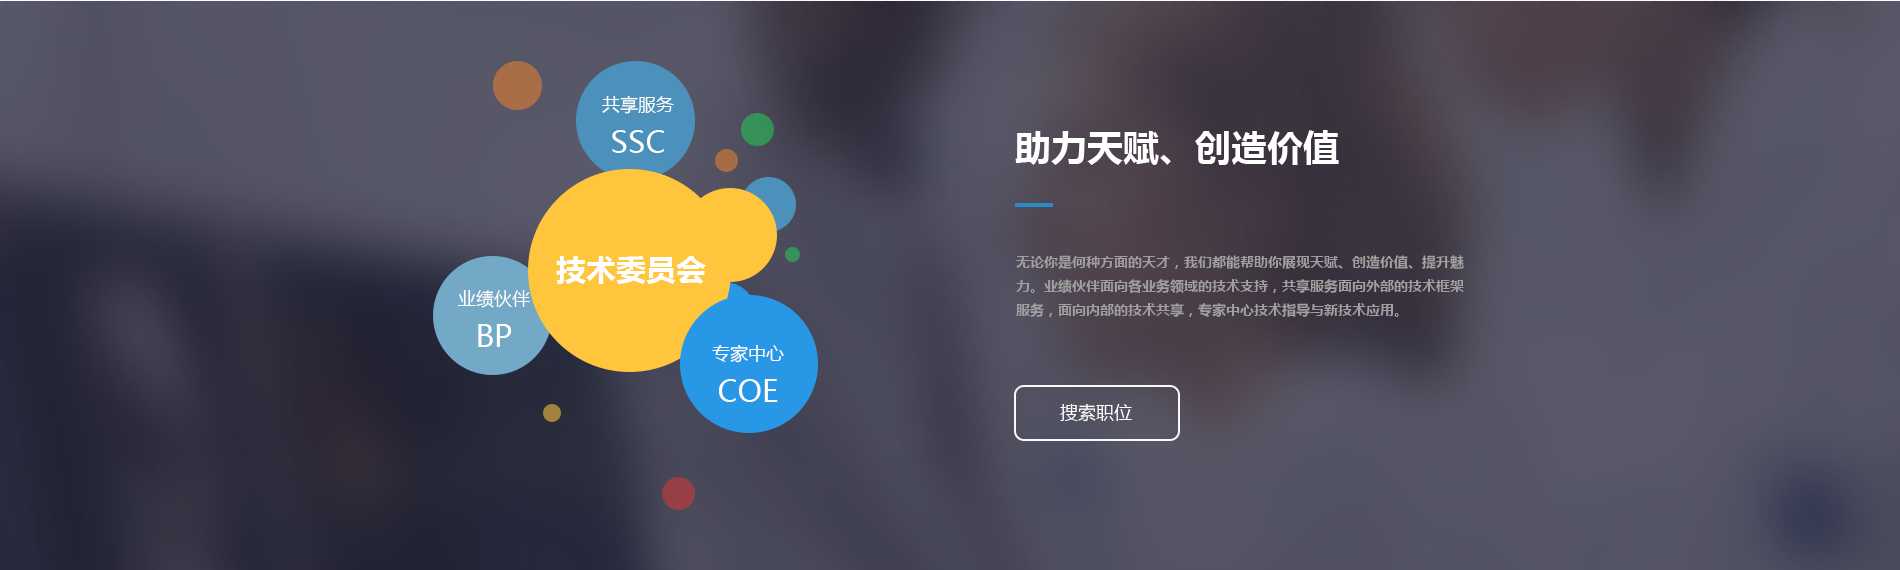 共享服务
SSC
技术委员会
业绩伙伴
BP
专家中心
COE
助力天赋、创造价值
无论你是何种方面的天才，我们都能帮助你展现天赋、创造价值、提升魅
力。业绩伙伴面向各业务领域的技术支持，共享服务面向外部的技术框架
服务，面向内部的技术共享，专家中心技术指导与新技术应用。
搜索职位